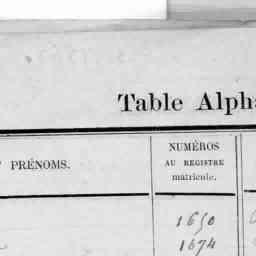 Table Alpha
PRÉNOMS.
NUMÉROS
AU REGISTRE
matricule.
1650
1674